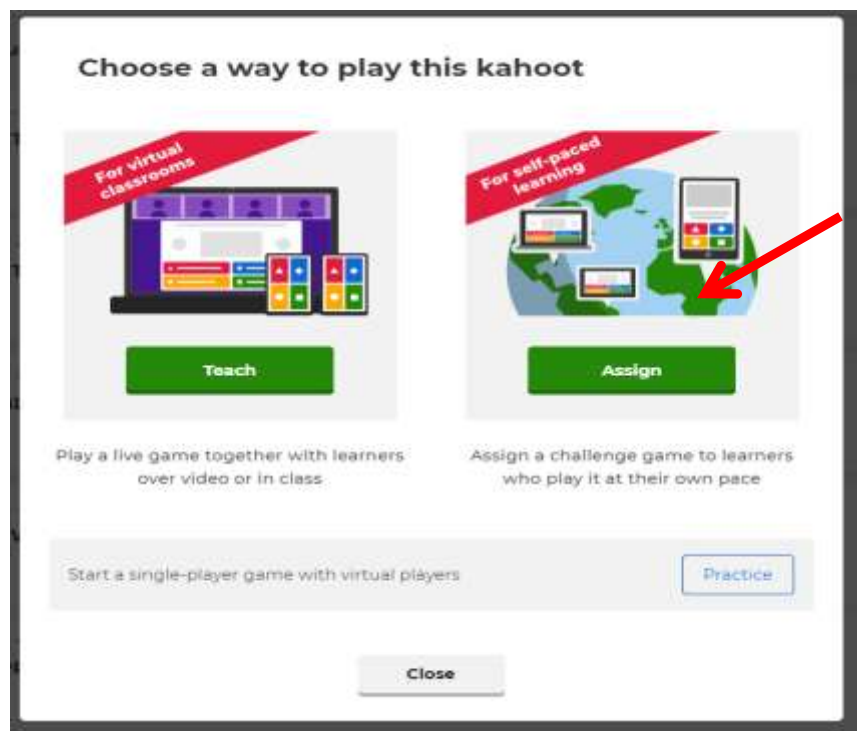 Choose a way to play this kahoot
For virtual
classrooms
For self-paced
learning
Teach
Assign
Play a live game together with learners
over video or in class
Assign a challenge game to learners
who play it at their own pace
Start a single-player game with virtual players
Practice
Close